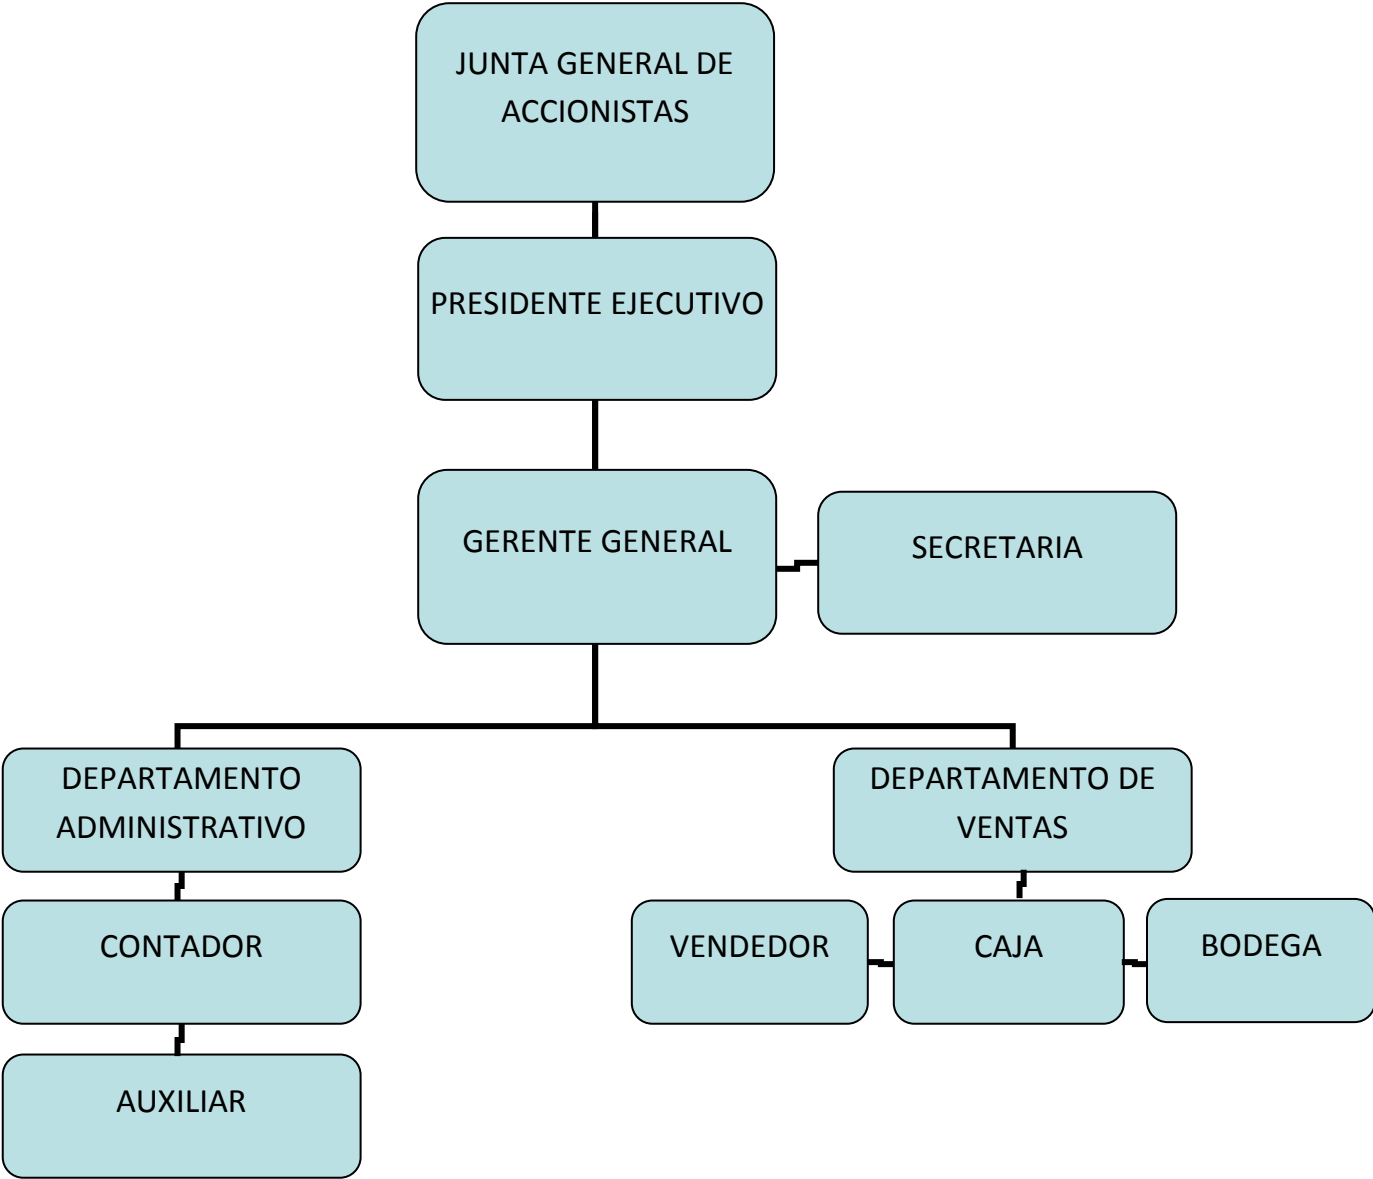 JUNTA GENERAL DE
ACCIONISTAS
PRESIDENTE EJECUTIVO
GERENTE GENERAL
SECRETARIA
DEPARTAMENTO
ADMINISTRATIVO
DEPARTAMENTO DE
VENTAS
CONTADOR
VENDEDOR
CAJA
BODEGA
AUXILIAR